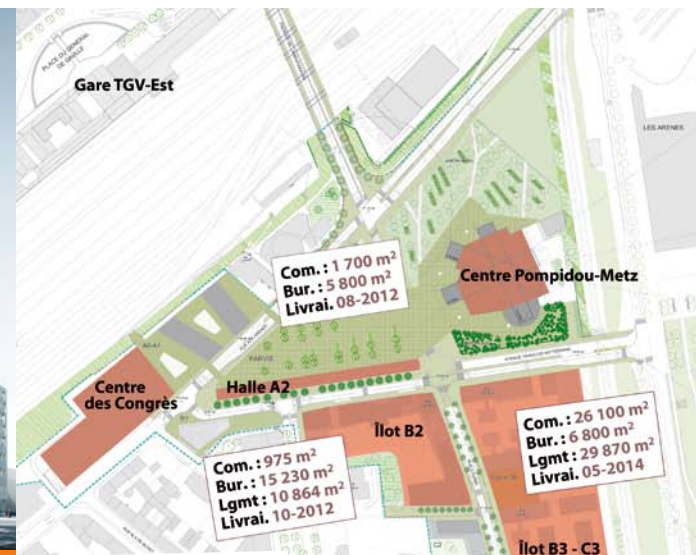 PLACE DU GÉNÉRAL
DE GAULLE
Gare TGV-Est
LES ARENES
Com. : 1 700 m²
Bur. : 5 800 m²
Livrai. 08-2012
Centre Pompidou-Metz
PARVIS
Centre
des Congrès
Halle A2
Îlot B2
Com. : 975 m²
Bur. : 15 230 m²
Lgmt : 10 864 m²
Livrai. 10-2012
Com. : 26 100 m²
Bur. : 6 800 m²
Lgmt : 29 870 m²
Livrai. 05-2014
Îlot B3 - C3